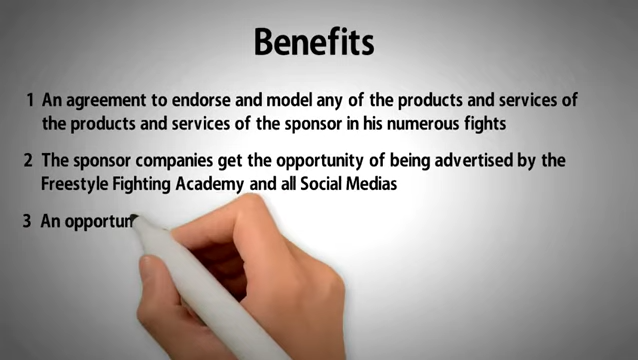 Benefits
1 An agreement to endorse and model any of the products and services of
the products and services of the sponsor in his numerous fights
2 The sponsor companies get the opportunity of being advertised by the
Freestyle Fighting Academy and all Social Medias
3 An opportun